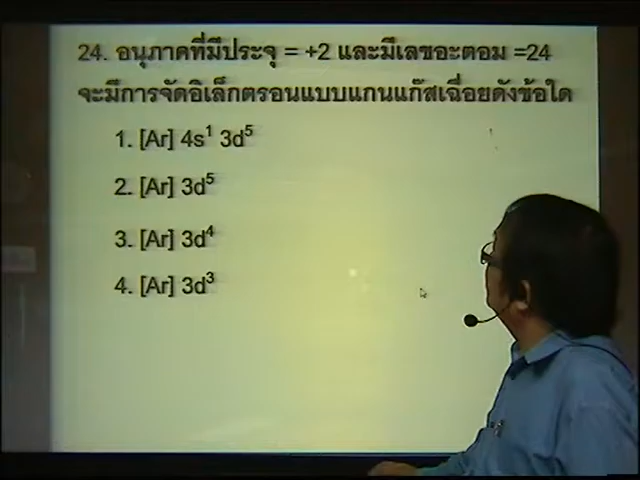 24. อนุภาคที่มีประจุ = +2 และมีเลขอะตอม =24
จะมีการจัดอิเล็กตรอนแบบแกนแก๊สเฉื่อยดังข้อใด
1. [Ar] 4s¹ 3d⁵
2. [Ar] 3d⁵
3. [Ar] 3d⁴
4. [Ar] 3d³